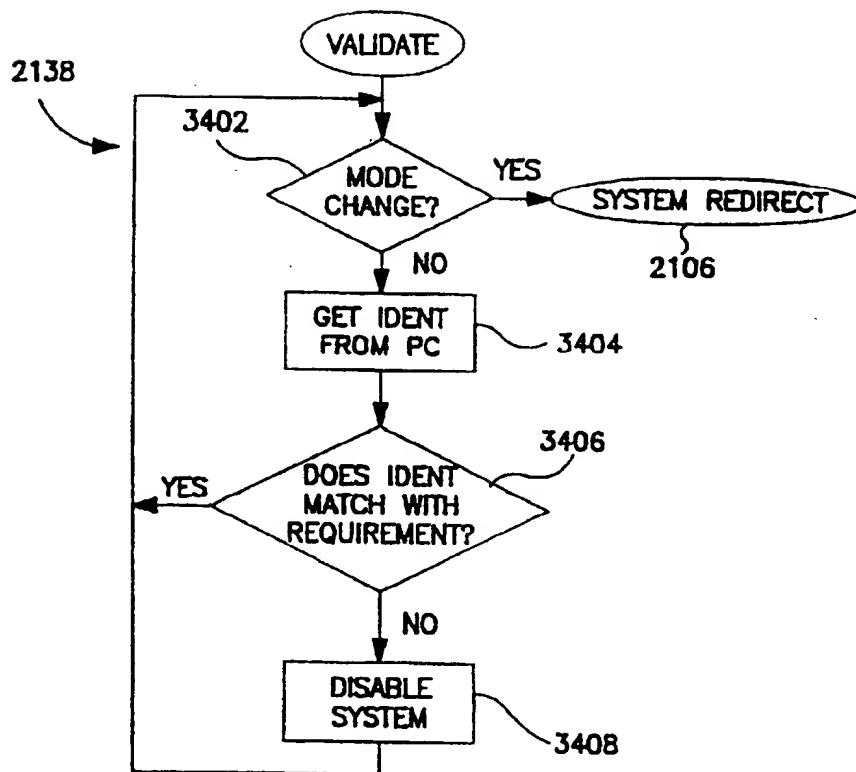 VALIDATE
2138
3402
MODE
CHANGE?
YES
SYSTEM REDIRECT
2106
NO
GET IDENT
FROM PC
3404
3406
DOES IDENT
MATCH WITH
REQUIREMENT?
YES
NO
DISABLE
SYSTEM
3408